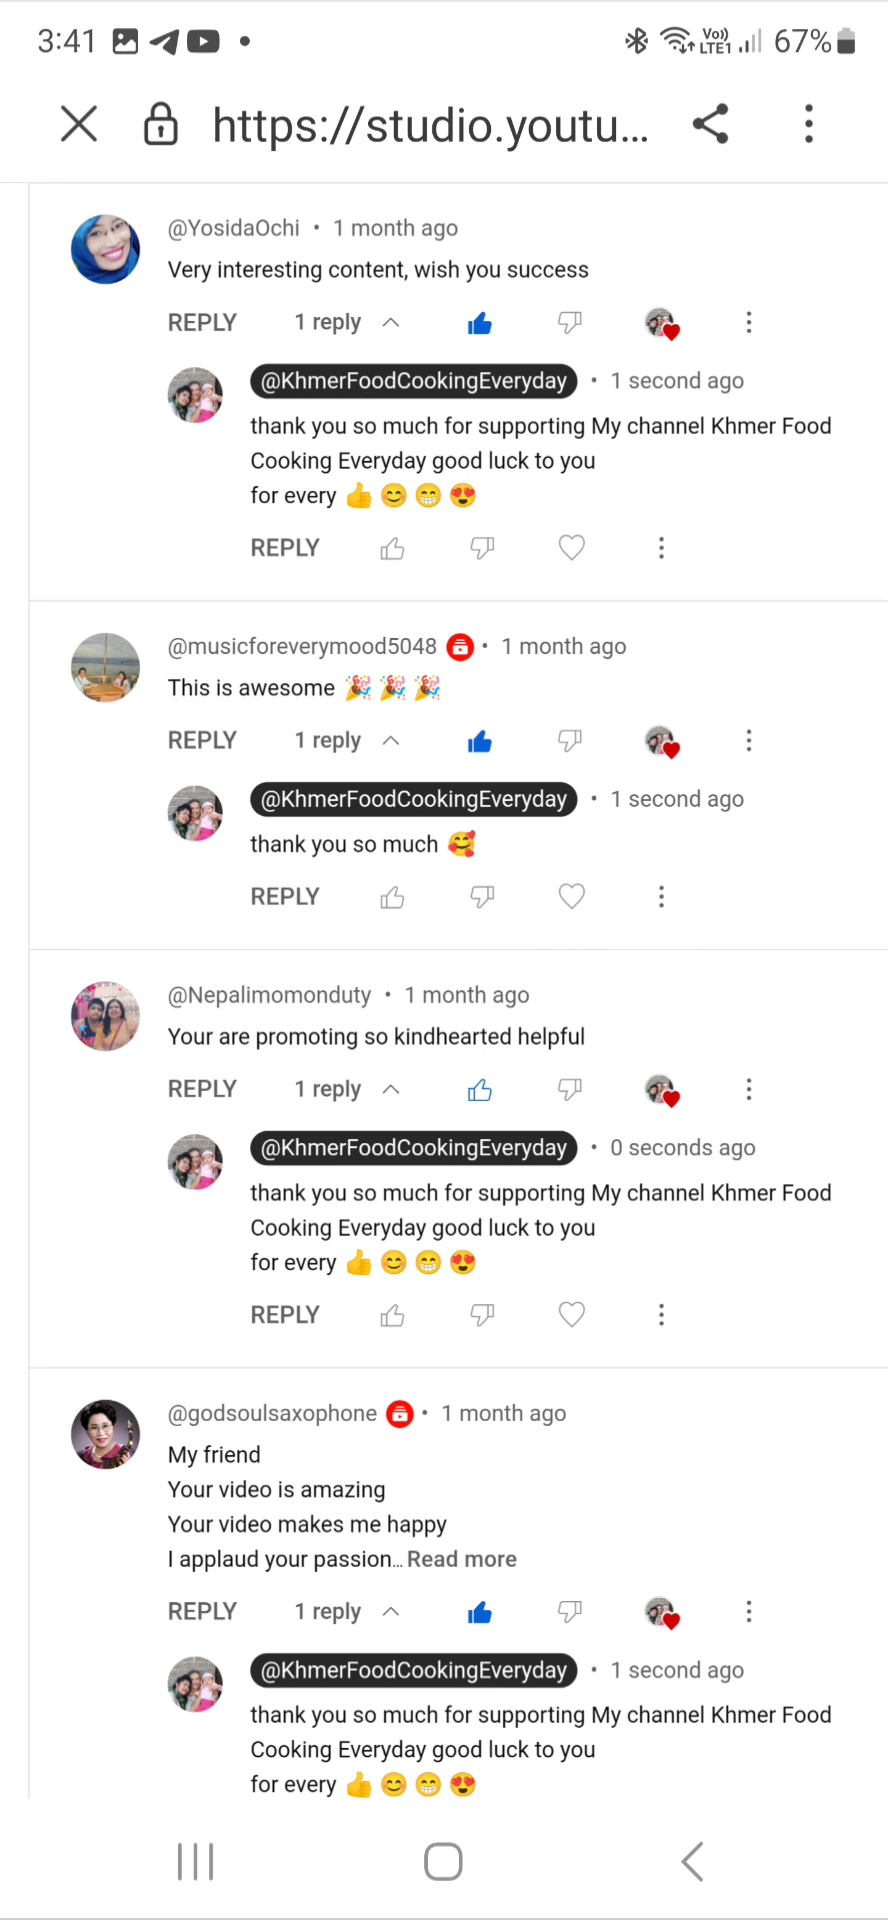 3:41
Vo))
LTE1
67%
https://studio.youtu...
@YosidaOchi • 1 month ago
Very interesting content, wish you success
REPLY 1 reply
@KhmerFoodCookingEveryday • 1 second ago
thank you so much for supporting My channel Khmer Food
Cooking Everyday good luck to you
for every 👍 😊 😁 😍
REPLY
@musicforeverymood5048 • 1 month ago
This is awesome 🎉 🎉 🎉
REPLY 1 reply
@KhmerFoodCookingEveryday • 1 second ago
thank you so much 🥰
REPLY
@Nepalimomonduty • 1 month ago
Your are promoting so kindhearted helpful
REPLY 1 reply
@KhmerFoodCookingEveryday • 0 seconds ago
thank you so much for supporting My channel Khmer Food
Cooking Everyday good luck to you
for every 👍 😊 😁 😍
REPLY
@godsoulsaxophone • 1 month ago
My friend
Your video is amazing
Your video makes me happy
I applaud your passion... Read more
REPLY 1 reply
@KhmerFoodCookingEveryday • 1 second ago
thank you so much for supporting My channel Khmer Food
Cooking Everyday good luck to you
for every 👍 😊 😁 😍